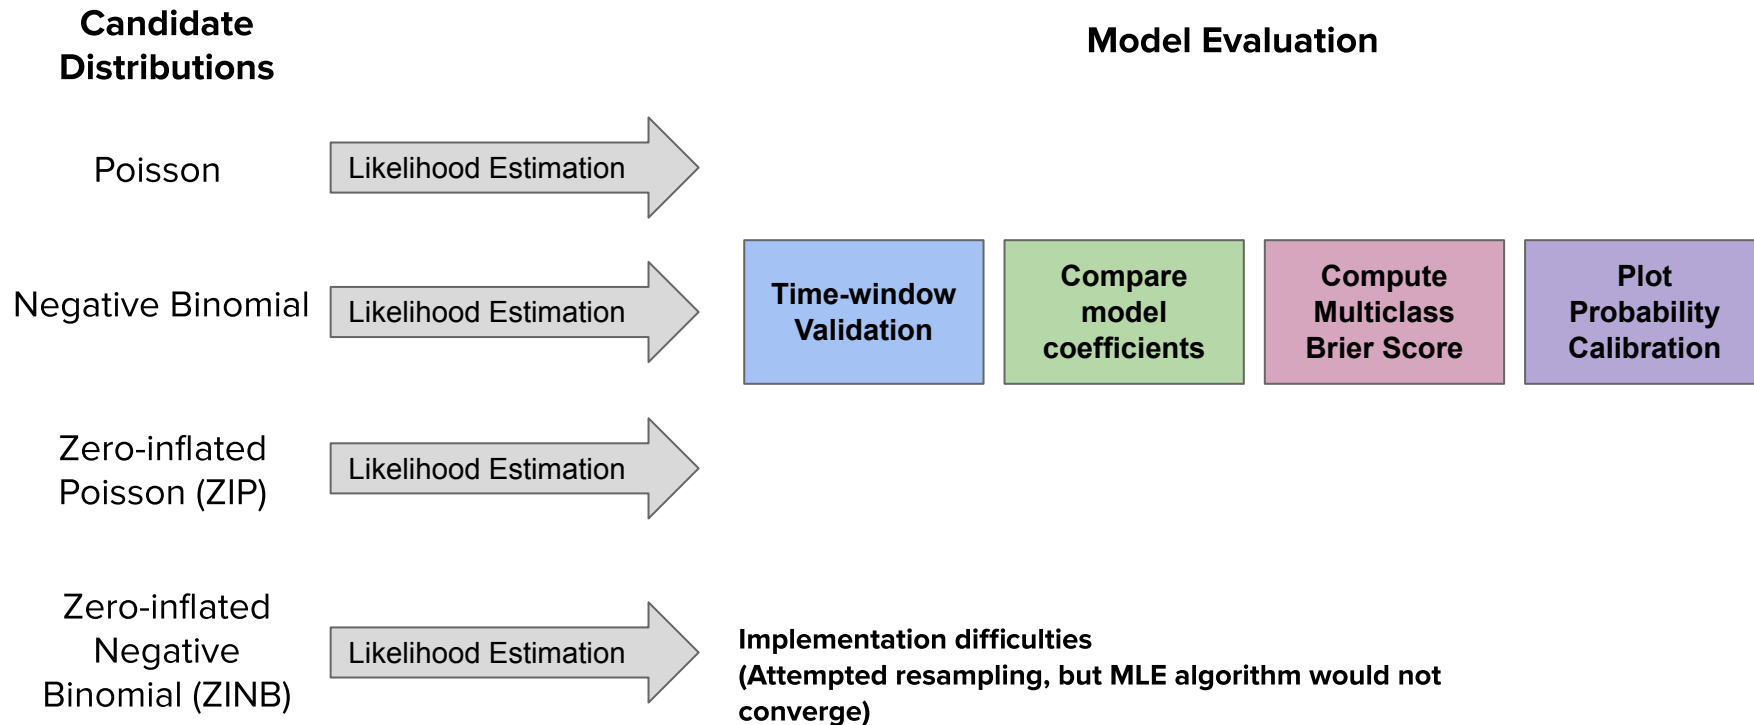 Candidate
Distributions
Model Evaluation
Poisson
Likelihood Estimation
Negative Binomial
Likelihood Estimation
Time-window
Validation
Compare
model
coefficients
Compute
Multiclass
Brier Score
Plot
Probability
Calibration
Zero-inflated
Poisson (ZIP)
Likelihood Estimation
Zero-inflated
Negative
Binomial (ZINB)
Likelihood Estimation
Implementation difficulties
(Attempted resampling, but MLE algorithm would not
converge)